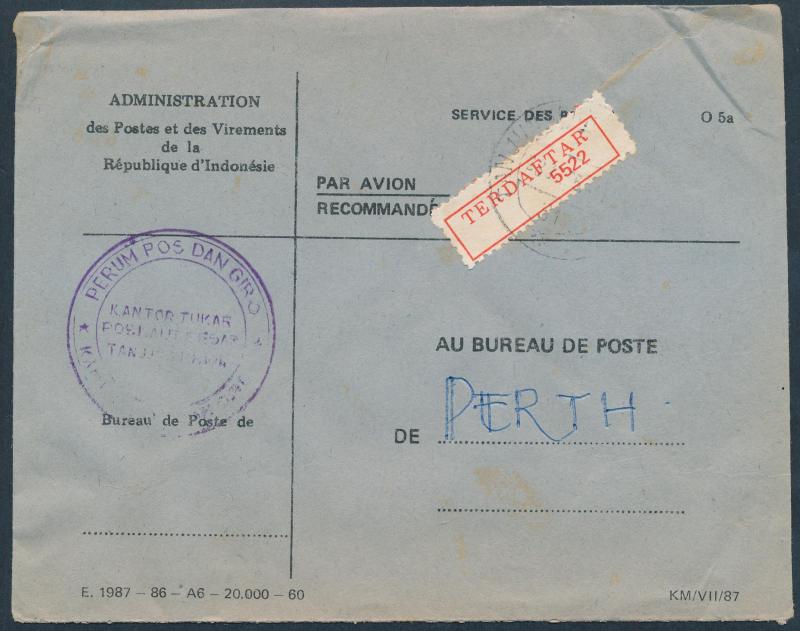 ADMINISTRATION
des Postes et des Virements
de la
République d'Indonésie
SERVICE DES
O 5a
PAR AVION
RECOMMANDÉ
TERDAFTAR
5522
PERUM POS DAN GIRO
KANTOR TUKAR
POS LAUT
Bureau de Poste de
AU BUREAU DE POSTE
DE PERTH
E. 1987 – 86 – A6 – 20.000 – 60
KM/VII/87